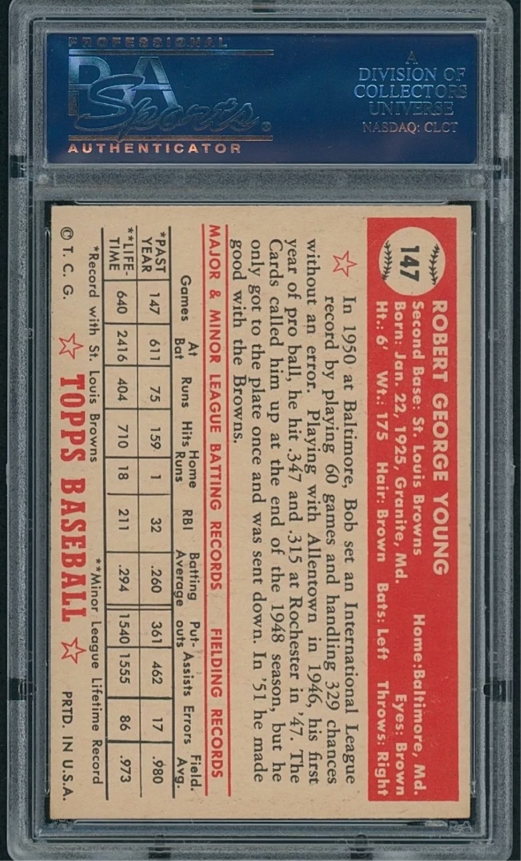 PROFESSIONAL
PSA
Sports
AUTHENTICATOR
A
DIVISION OF
COLLECTORS
UNIVERSE
NASDAQ: CLCT
147
ROBERT GEORGE YOUNG
Second Base: St. Louis Browns Home:Baltimore, Md.
Born: Jan. 22, 1925, Granite, Md. Eyes: Brown
Ht.: 6' Wt.: 175 Hair: Brown Bats: Left Throws: Right
In 1950 at Baltimore, Bob set an International League
record by playing 60 games and handling 329 chances
without an error. Playing with Allentown in 1946, his first
year of pro ball, he hit .347 and .315 at Rochester in '47. The
Cards called him up at the end of the 1948 season, but he
only got to the plate once and was sent down. In '51 he made
good with the Browns.
MAJOR & MINOR LEAGUE BATTING RECORDS FIELDING RECORDS
Games At Bat Runs Hits Home Runs RBI Batting Average Put-outs Assists Errors Field. Avg.
*PAST YEAR 147 611 75 159 1 32 .260 361 462 17 .980
**LIFE-TIME 640 2416 404 710 18 211 .294 1540 1555 86 .973
*Record with St. Louis Browns **Minor League Lifetime Record
© T. C. G. TOPPS BASEBALL PRTD. IN U.S.A.